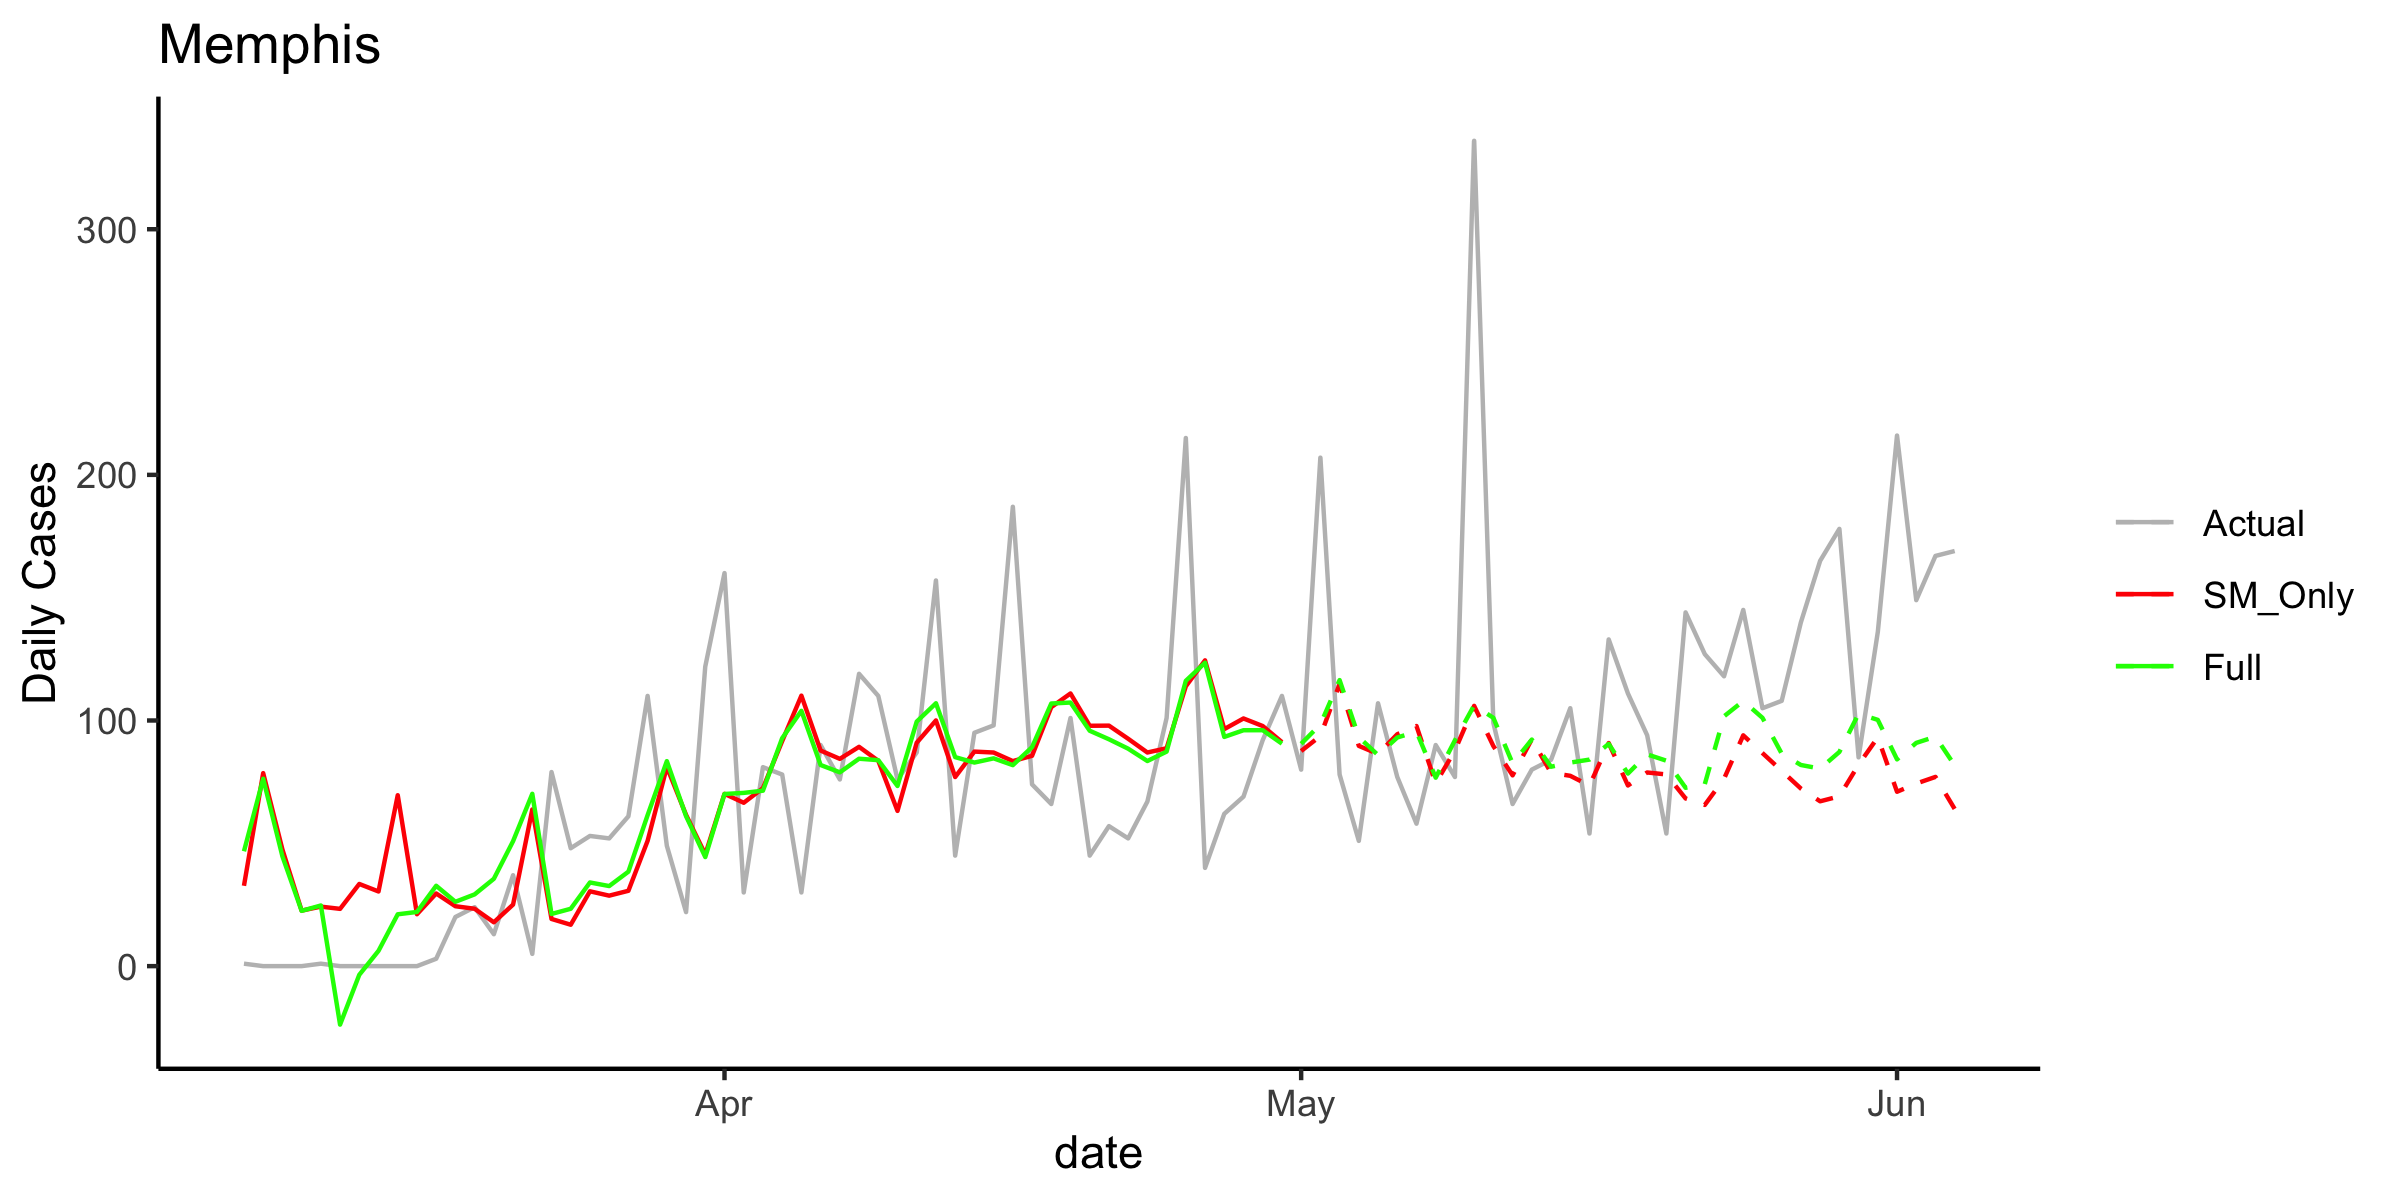 Memphis
300
200
100
0
Daily Cases
Apr
May
Jun
date
Actual
SM_Only
Full